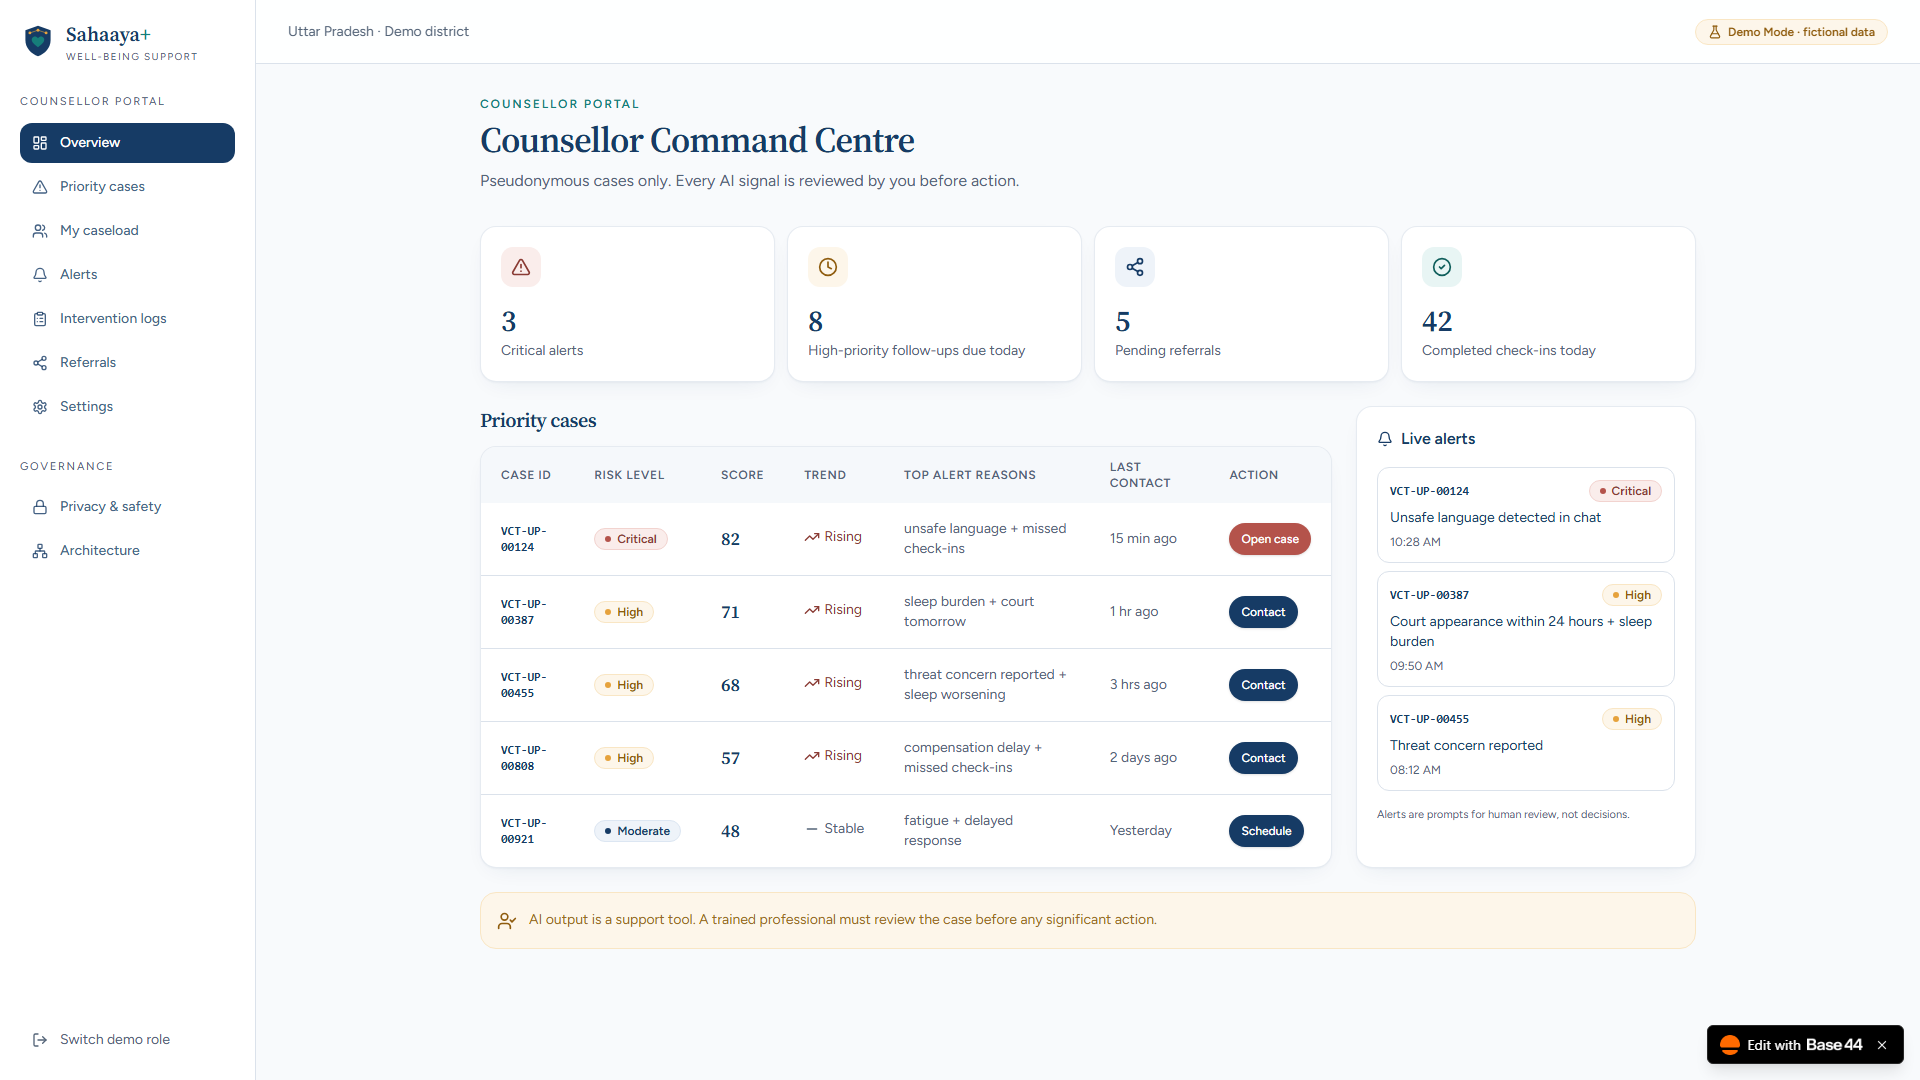 Sahaaya+
WELL-BEING SUPPORT
COUNSELLOR PORTAL
Overview
Priority cases
My caseload
Alerts
Intervention logs
Referrals
Settings
GOVERNANCE
Privacy & safety
Architecture
Switch demo role
Uttar Pradesh · Demo district
Demo Mode · fictional data
COUNSELLOR PORTAL
Counsellor Command Centre
Pseudonymous cases only. Every AI signal is reviewed by you before action.
3
Critical alerts
8
High-priority follow-ups due today
5
Pending referrals
42
Completed check-ins today
Priority cases
CASE ID RISK LEVEL SCORE TREND TOP ALERT REASONS LAST
CONTACT ACTION
VCT-UP-
00124 Critical 82 Rising unsafe language + missed
check-ins 15 min ago Open case
VCT-UP-
00387 High 71 Rising sleep burden + court
tomorrow 1 hr ago Contact
VCT-UP-
00455 High 68 Rising threat concern reported +
sleep worsening 3 hrs ago Contact
VCT-UP-
00808 High 57 Rising compensation delay +
missed check-ins 2 days ago Contact
VCT-UP-
00921 Moderate 48 Stable fatigue + delayed
response Yesterday Schedule
Live alerts
VCT-UP-00124 Critical
Unsafe language detected in chat
10:28 AM
VCT-UP-00387 High
Court appearance within 24 hours + sleep
burden
09:50 AM
VCT-UP-00455 High
Threat concern reported
08:12 AM
Alerts are prompts for human review, not decisions.
AI output is a support tool. A trained professional must review the case before any significant action.
Edit with Base44